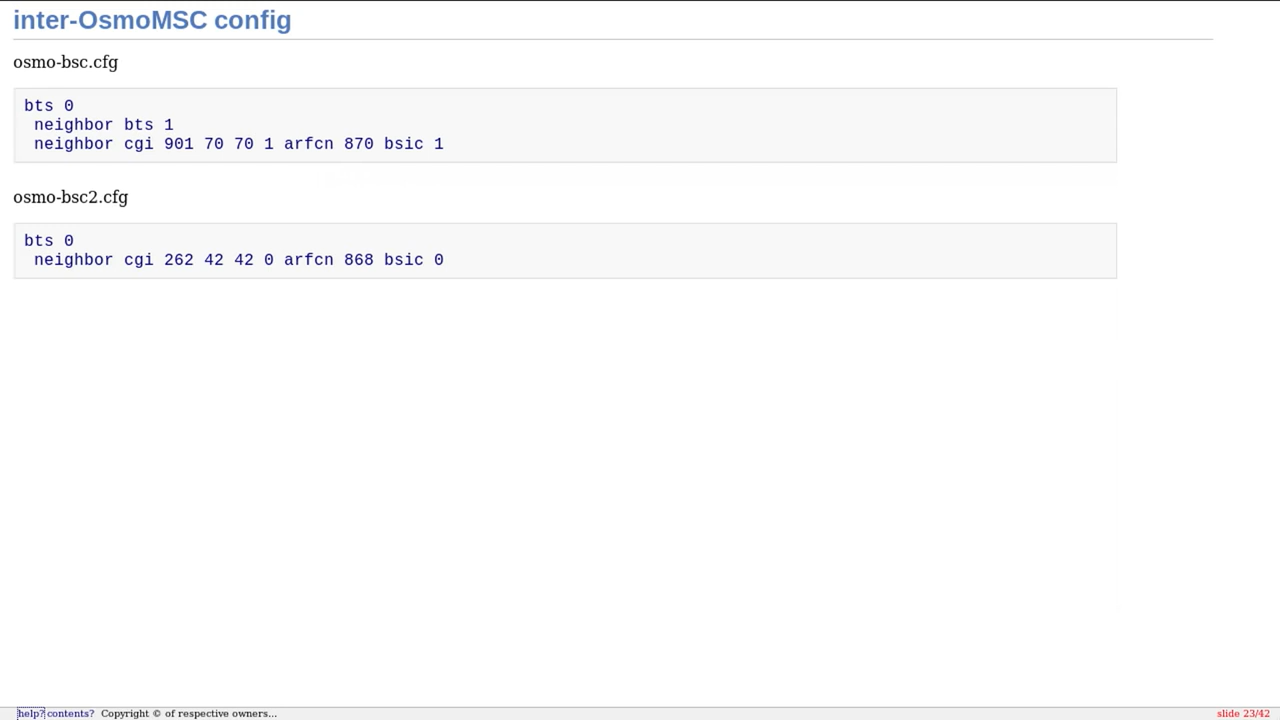 inter-OsmoMSC config
osmo-bsc.cfg
bts 0
 neighbor bts 1
 neighbor cgi 901 70 70 1 arfcn 870 bsic 1
osmo-bsc2.cfg
bts 0
 neighbor cgi 262 42 42 0 arfcn 868 bsic 0
help? contents? Copyright © of respective owners... slide 23/42